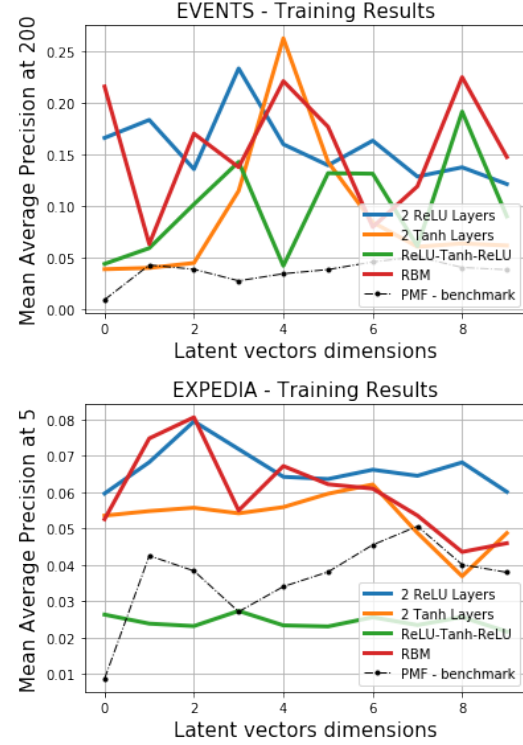 EVENTS - Training Results
Mean Average Precision at 200
0.25
0.20
0.15
0.10
0.05
0.00
2 ReLU Layers
2 Tanh Layers
ReLU-Tanh-ReLU
RBM
PMF - benchmark
0 2 4 6 8
Latent vectors dimensions
EXPEDIA - Training Results
Mean Average Precision at 5
0.08
0.07
0.06
0.05
0.04
0.03
0.02
0.01
2 ReLU Layers
2 Tanh Layers
ReLU-Tanh-ReLU
RBM
PMF - benchmark
0 2 4 6 8
Latent vectors dimensions